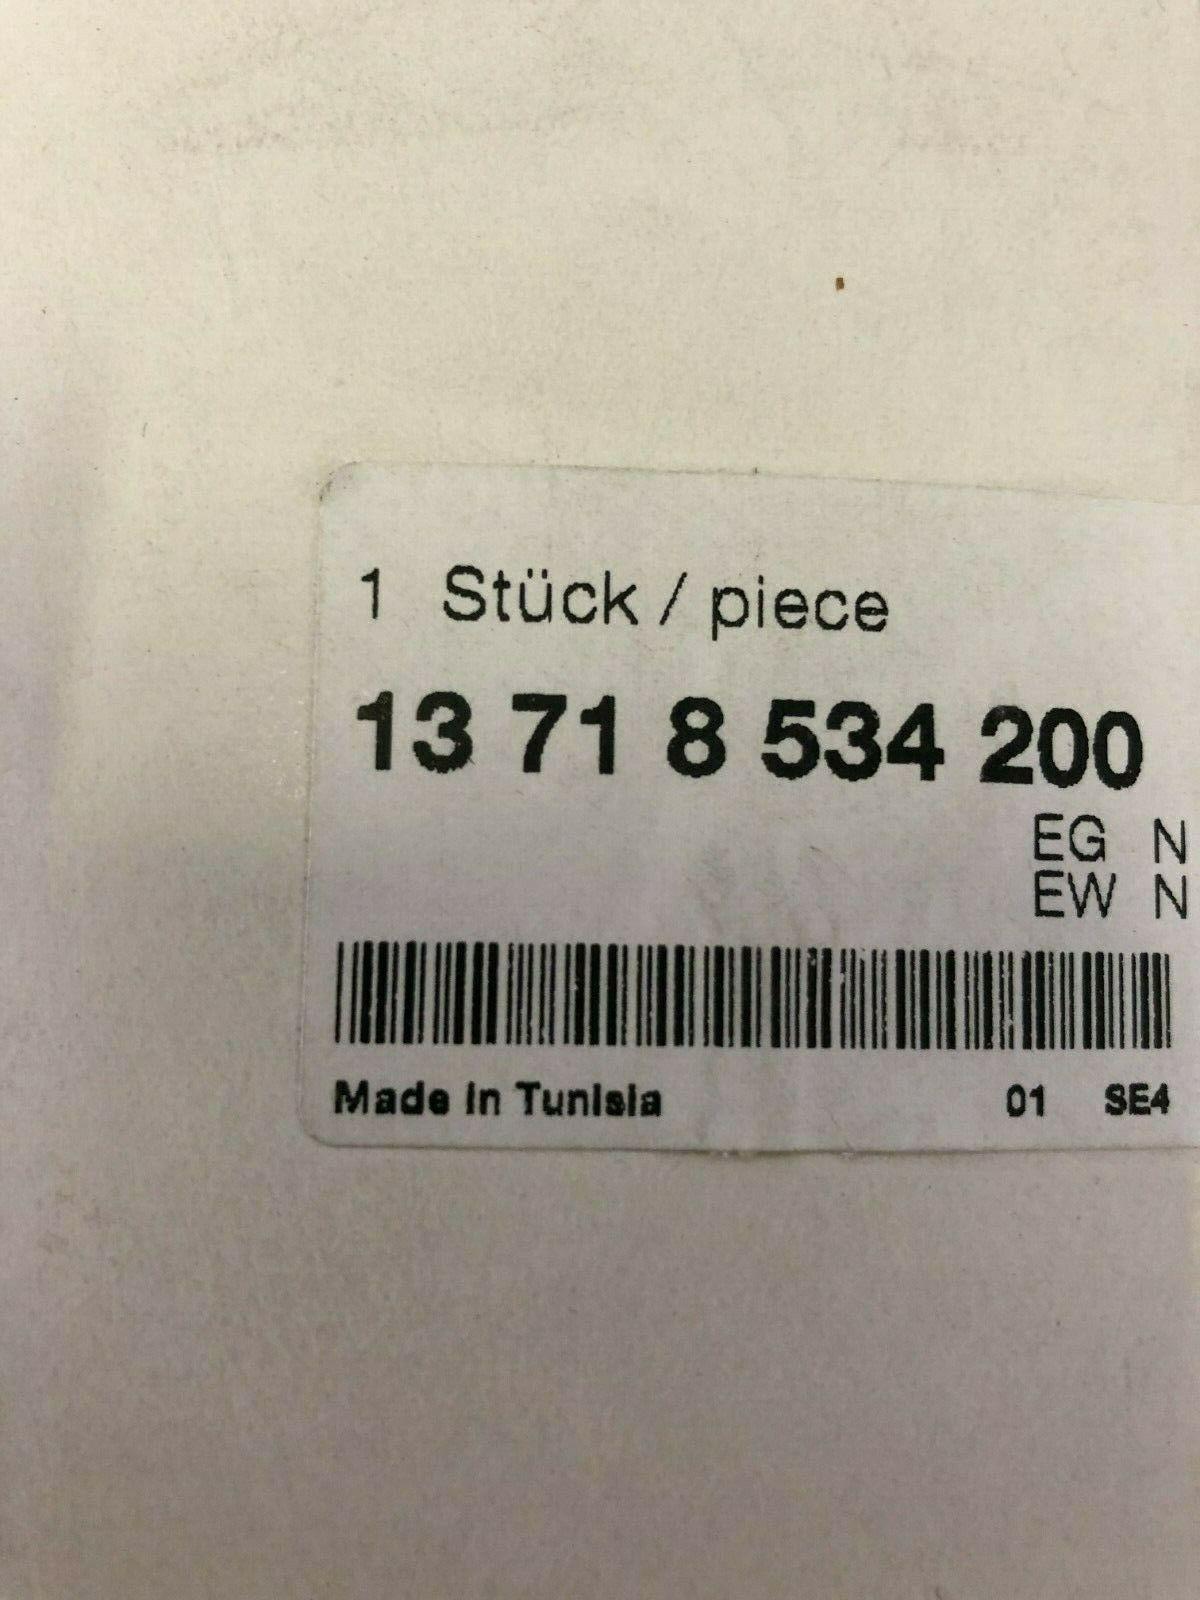 1 Stück / piece
13 71 8 534 200
EG N
EW N
Made in Tunisia 01 SE4